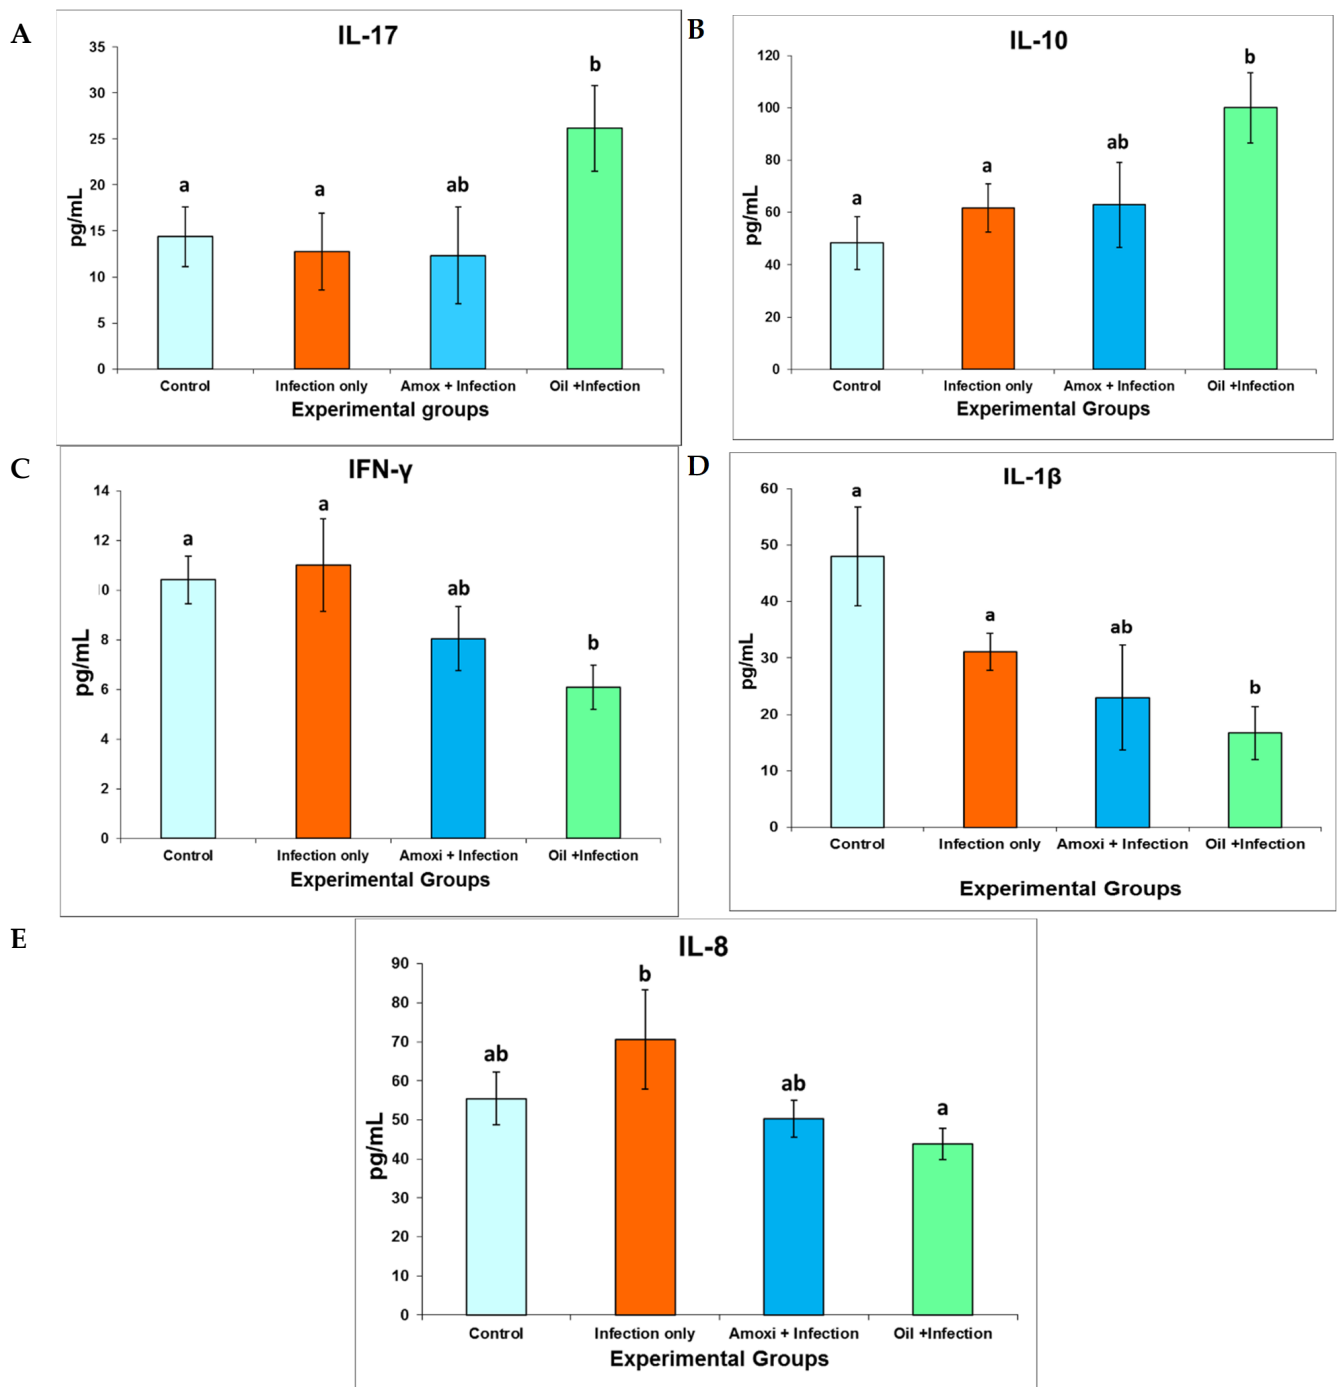 A
IL-17
35
30
25
20
15
10
5
0
pg/mL
a
a
ab
b
Control
Infection only
Amox + Infection
Oil +Infection
Experimental groups
B
IL-10
120
100
80
60
40
20
0
pg/mL
a
a
ab
b
Control
Infection only
Amox + Infection
Oil +Infection
Experimental Groups
C
IFN-γ
14
12
10
8
6
4
2
0
pg/mL
a
a
ab
b
Control
Infection only
Amoxi + Infection
Oil +Infection
Experimental Groups
D
IL-1β
60
50
40
30
20
10
0
pg/mL
a
a
ab
b
Control
Infection only
Amoxi + Infection
Oil +Infection
Experimental Groups
E
IL-8
90
80
70
60
50
40
30
20
10
0
pg/mL
ab
b
ab
a
Control
Infection only
Amoxi + Infection
Oil +Infection
Experimental Groups